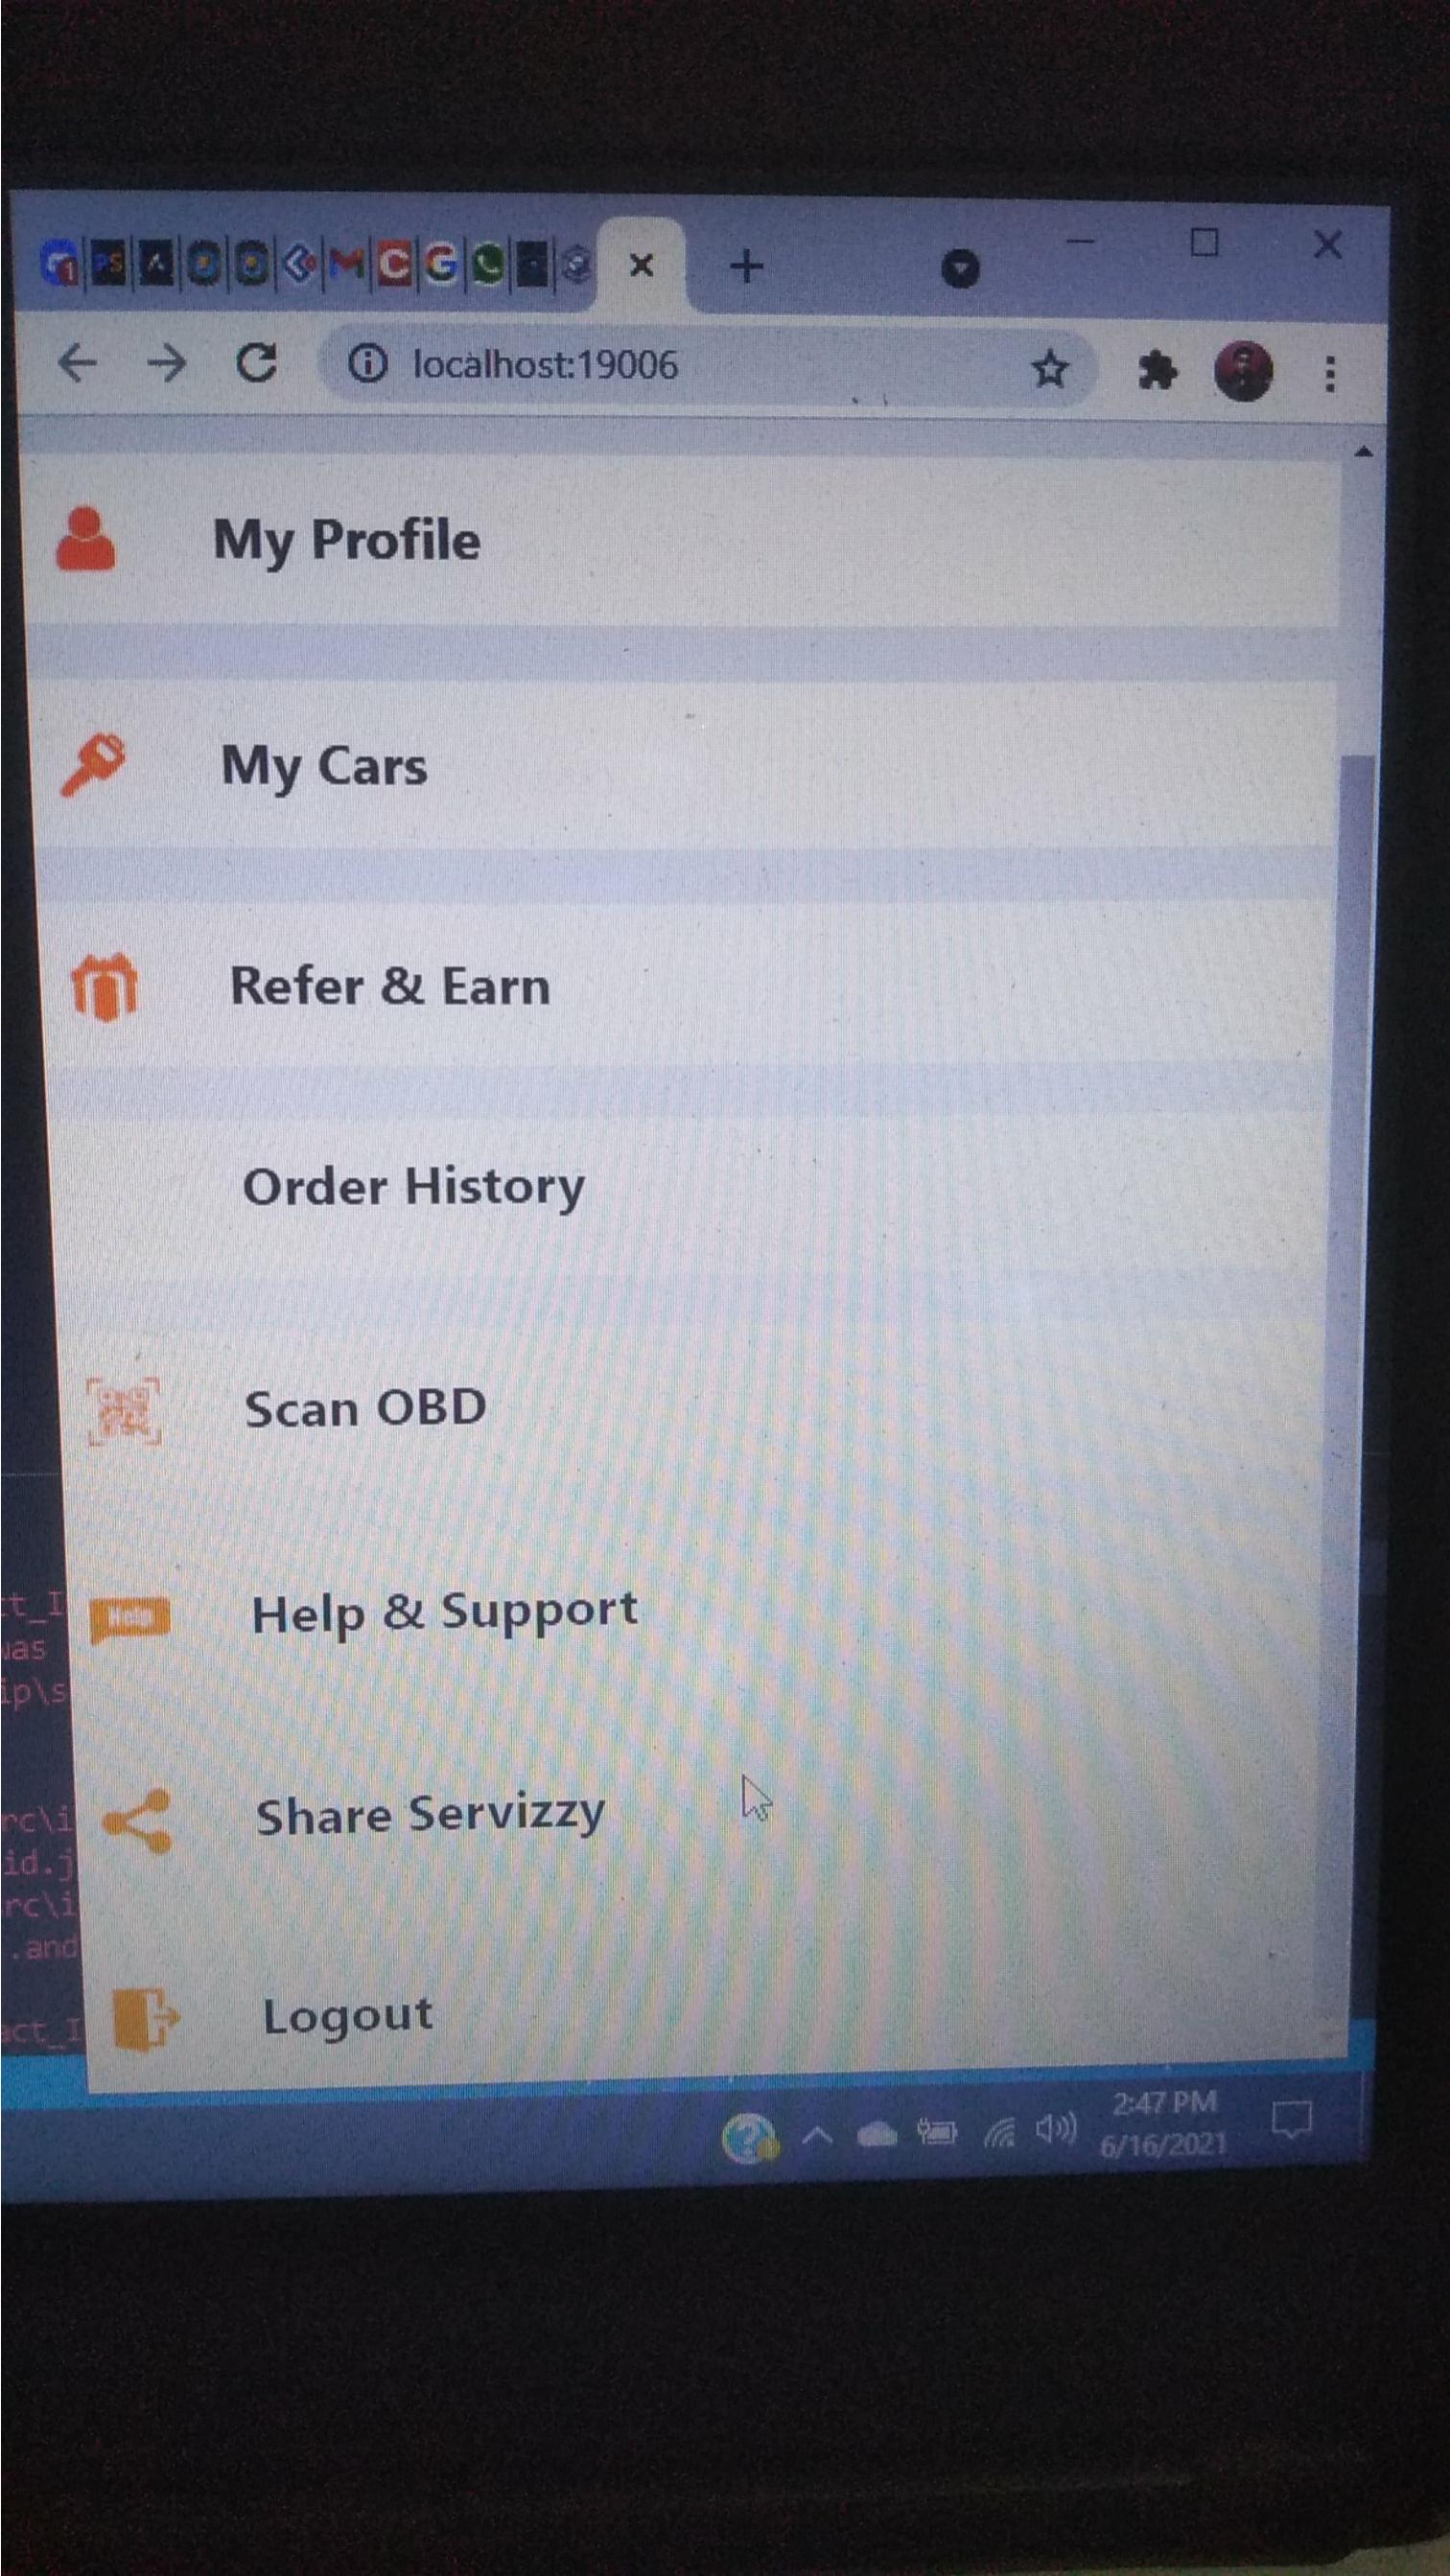 localhost:19006
My Profile
My Cars
Refer & Earn
Order History
Scan OBD
Help
Help & Support
Share Servizzy
Logout
ct_I
was
ip\s
rc\i
id.j
rc\i
.and
act_I
2:47 PM
6/16/2021